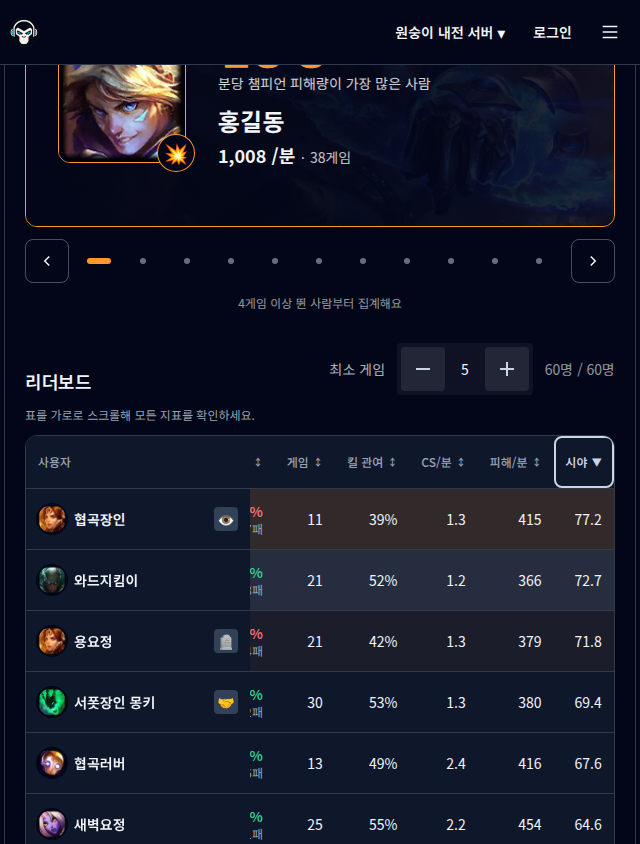 원숭이 내전 서버 ▼ 로그인
분당 챔피언 피해량이 가장 많은 사람
홍길동
1,008 /분 · 38게임
4게임 이상 뛴 사람부터 집계해요
리더보드
최소 게임 − 5 + 60명 / 60명
표를 가로로 스크롤해 모든 지표를 확인하세요.
사용자 ↕ 게임 ↕ 킬 관여 ↕ CS/분 ↕ 피해/분 ↕ 시야 ▼
협곡장인 % 패 11 39% 1.3 415 77.2
와드지킴이 % 패 21 52% 1.2 366 72.7
용요정 % 패 21 42% 1.3 379 71.8
서폿장인 몽키 % 패 30 53% 1.3 380 69.4
협곡러버 % 패 13 49% 2.4 416 67.6
새벽요정 % 패 25 55% 2.2 454 64.6